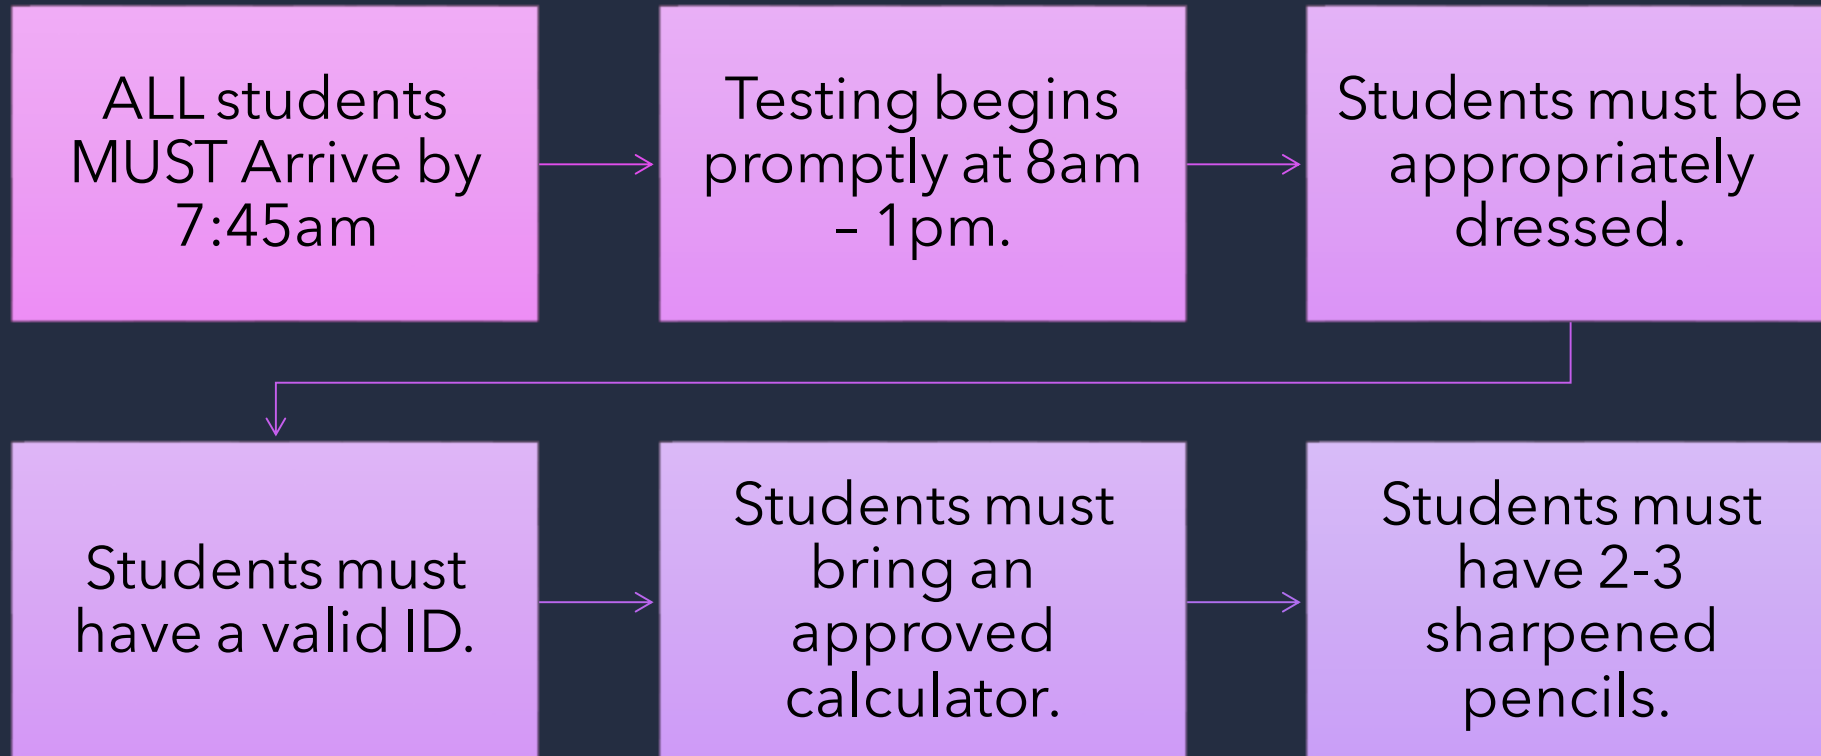 ALL students
MUST Arrive by
7:45am
Testing begins
promptly at 8am
– 1pm.
Students must be
appropriately
dressed.
Students must
have a valid ID.
Students must
bring an
approved
calculator.
Students must
have 2-3
sharpened
pencils.